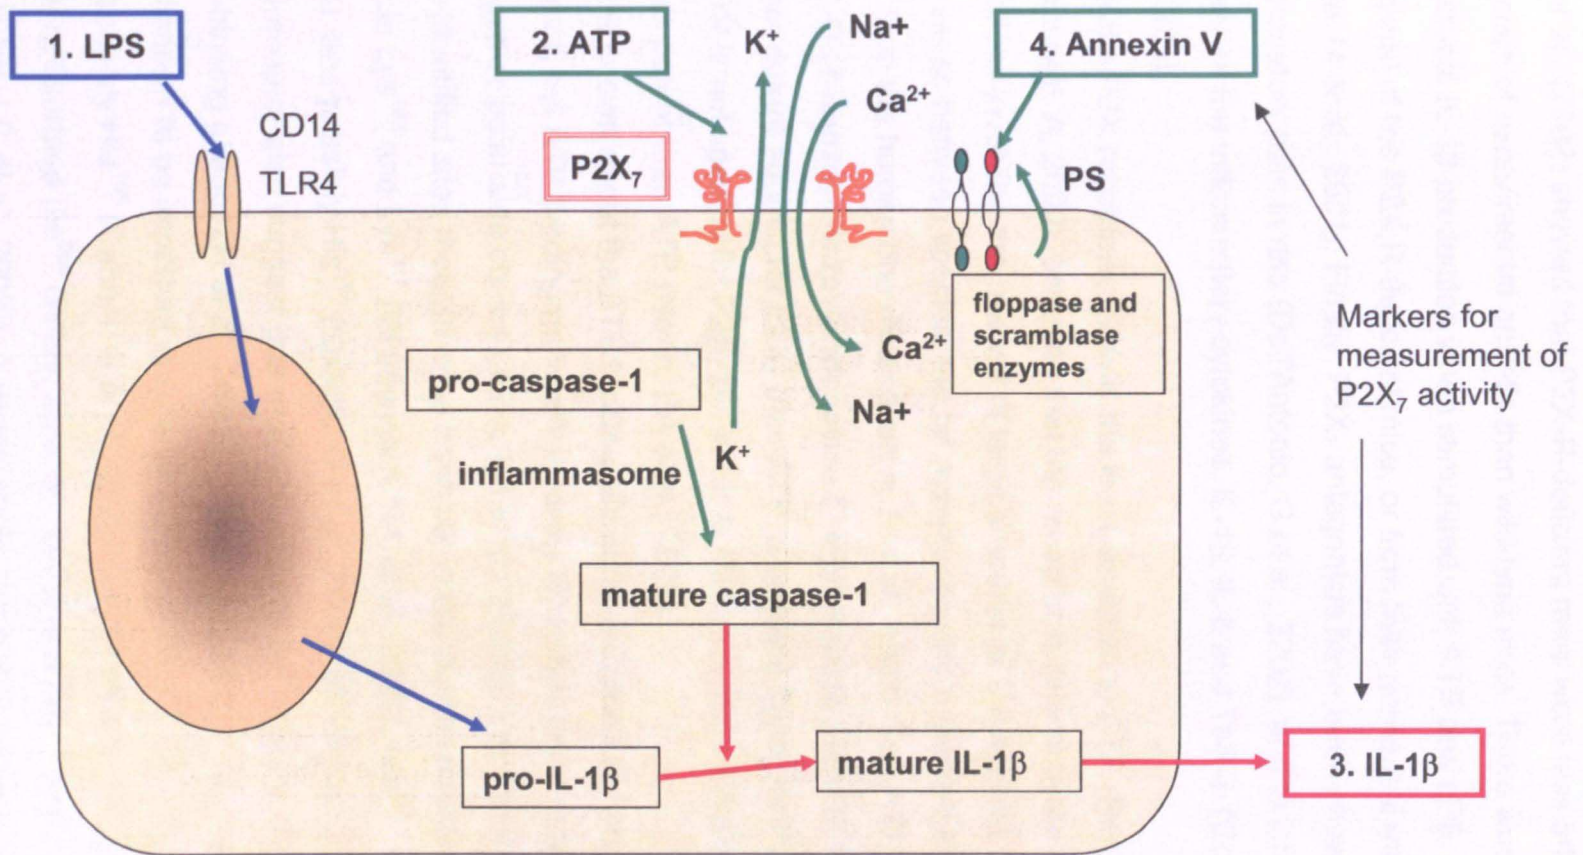 1. LPS
2. ATP
K⁺
Na+
4. Annexin V
Ca²⁺
CD14
TLR4
P2X₇
PS
floppase and
scramblase
enzymes
Ca²⁺
Na+
K⁺
pro-caspase-1
inflammasome
Markers for
measurement of
P2X₇ activity
mature caspase-1
pro-IL-1β
mature IL-1β
3. IL-1β